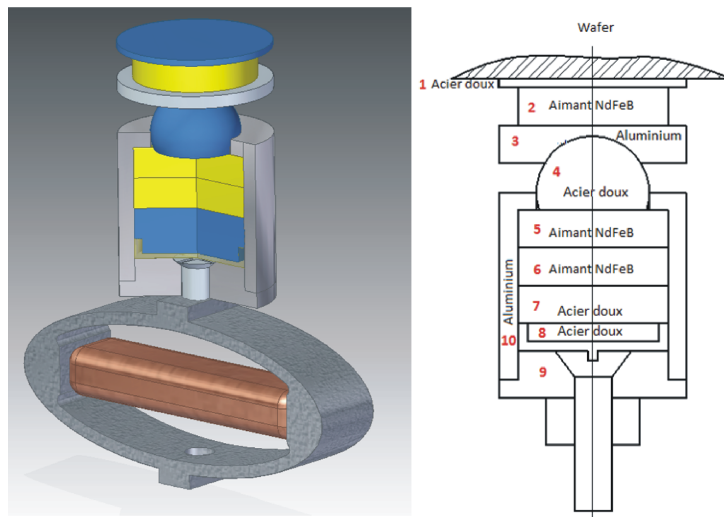 Wafer
1 Acier doux
2 Aimant NdFeB
3 Aluminium
4
Acier doux
5 Aimant NdFeB
6 Aimant NdFeB
7
Acier doux
8 Acier doux
Aluminium
10
9